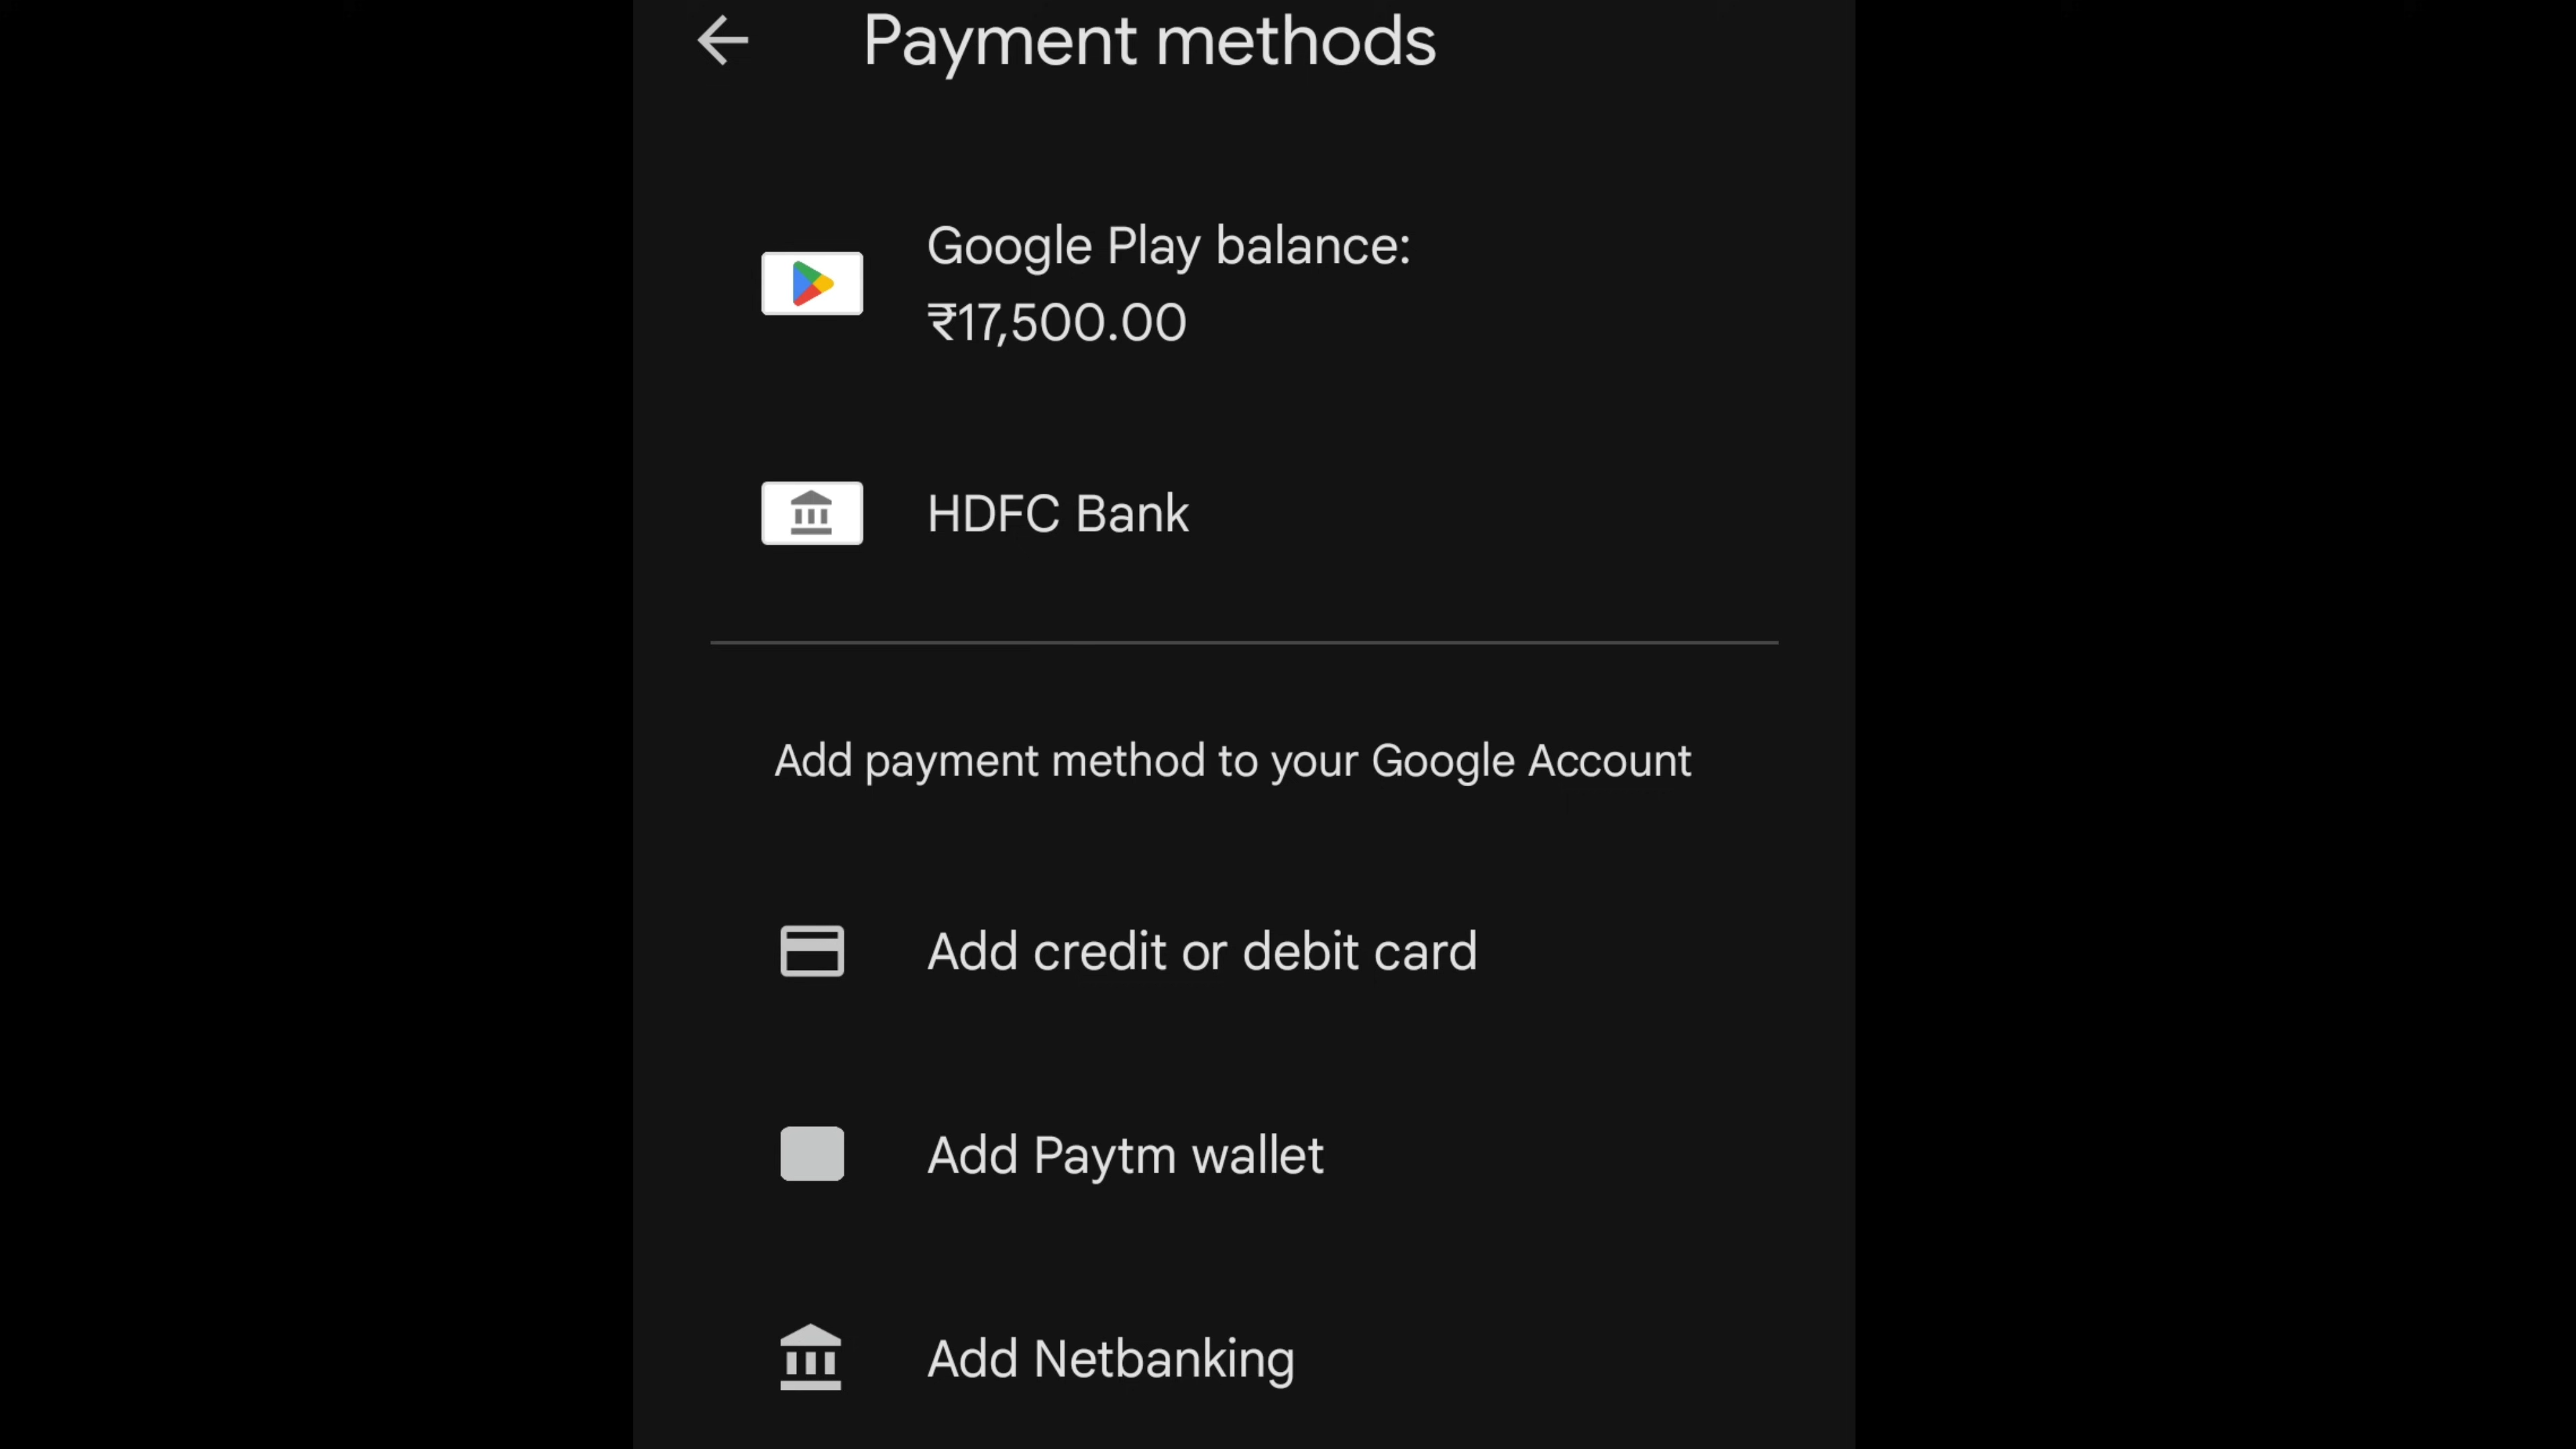 Payment methods
Google Play balance:
₹17,500.00
HDFC Bank
Add payment method to your Google Account
Add credit or debit card
Add Paytm wallet
Add Netbanking